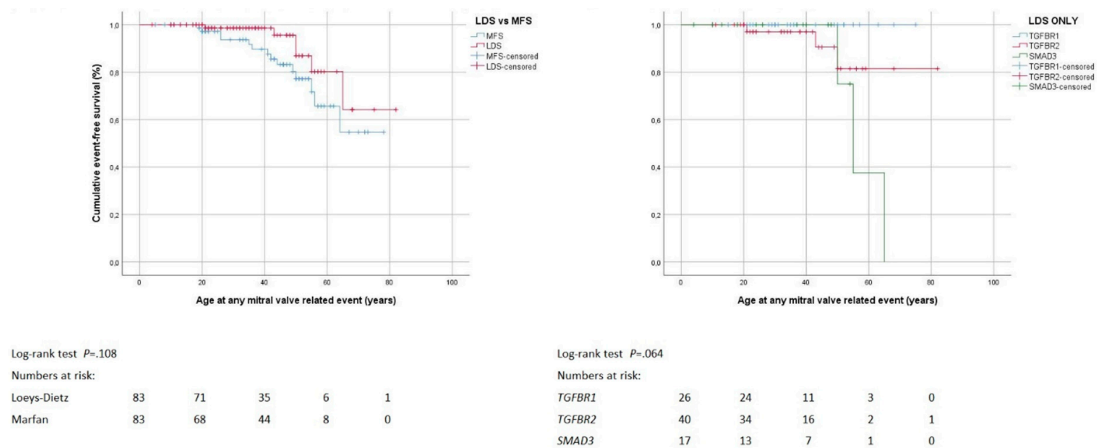 LDS vs MFS
MFS
LDS
MFS-censored
LDS-censored
Cumulative event-free survival (%)
1,0
0,8
0,6
0,4
0,2
0,0
0 20 40 60 80 100
Age at any mitral valve related event (years)
Log-rank test P=.108
Numbers at risk:
Loeys-Dietz 83 71 35 6 1
Marfan 83 68 44 8 0
LDS ONLY
TGFBR1
TGFBR2
SMAD3
TGFBR1-censored
TGFBR2-censored
SMAD3-censored
1,0
0,8
0,6
0,4
0,2
0,0
0 20 40 60 80 100
Age at any mitral valve related event (years)
Log-rank test P=.064
Numbers at risk:
TGFBR1 26 24 11 3 0
TGFBR2 40 34 16 2 1
SMAD3 17 13 7 1 0